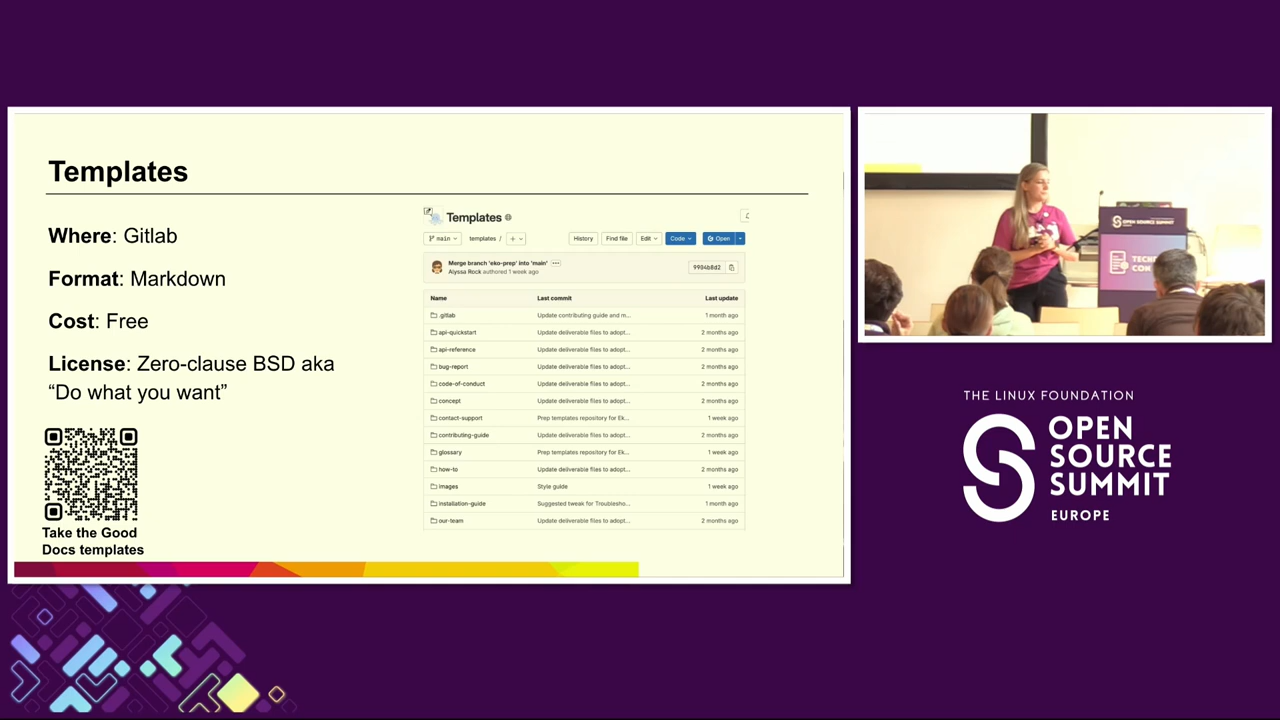 Templates
Where: Gitlab
Format: Markdown
Cost: Free
License: Zero-clause BSD aka
“Do what you want”
Take the Good
Docs templates
Templates
main
templates /
+
History
Find file
Edit
Code
Open
Merge branch 'eko-prep' into 'main'
Alyssa Rock authored 1 week ago
9984b8d2
Name Last commit Last update
.gitlab Update contributing guide and m... 1 month ago
api-quickstart Update deliverable files to adopt... 2 months ago
api-reference Update deliverable files to adopt... 2 months ago
bug-report Update deliverable files to adopt... 2 months ago
code-of-conduct Update deliverable files to adopt... 2 months ago
concept Update deliverable files to adopt... 2 months ago
contact-support Prep templates repository for Ek... 1 week ago
contributing-guide Update deliverable files to adopt... 2 months ago
glossary Prep templates repository for Ek... 1 week ago
how-to Update deliverable files to adopt... 2 months ago
images Style guide 1 week ago
installation-guide Suggested tweak for Troublesho... 1 month ago
our-team Update deliverable files to adopt... 2 months ago
OPEN SOURCE SUMMIT
THE LINUX FOUNDATION
OPEN
SOURCE
SUMMIT
EUROPE